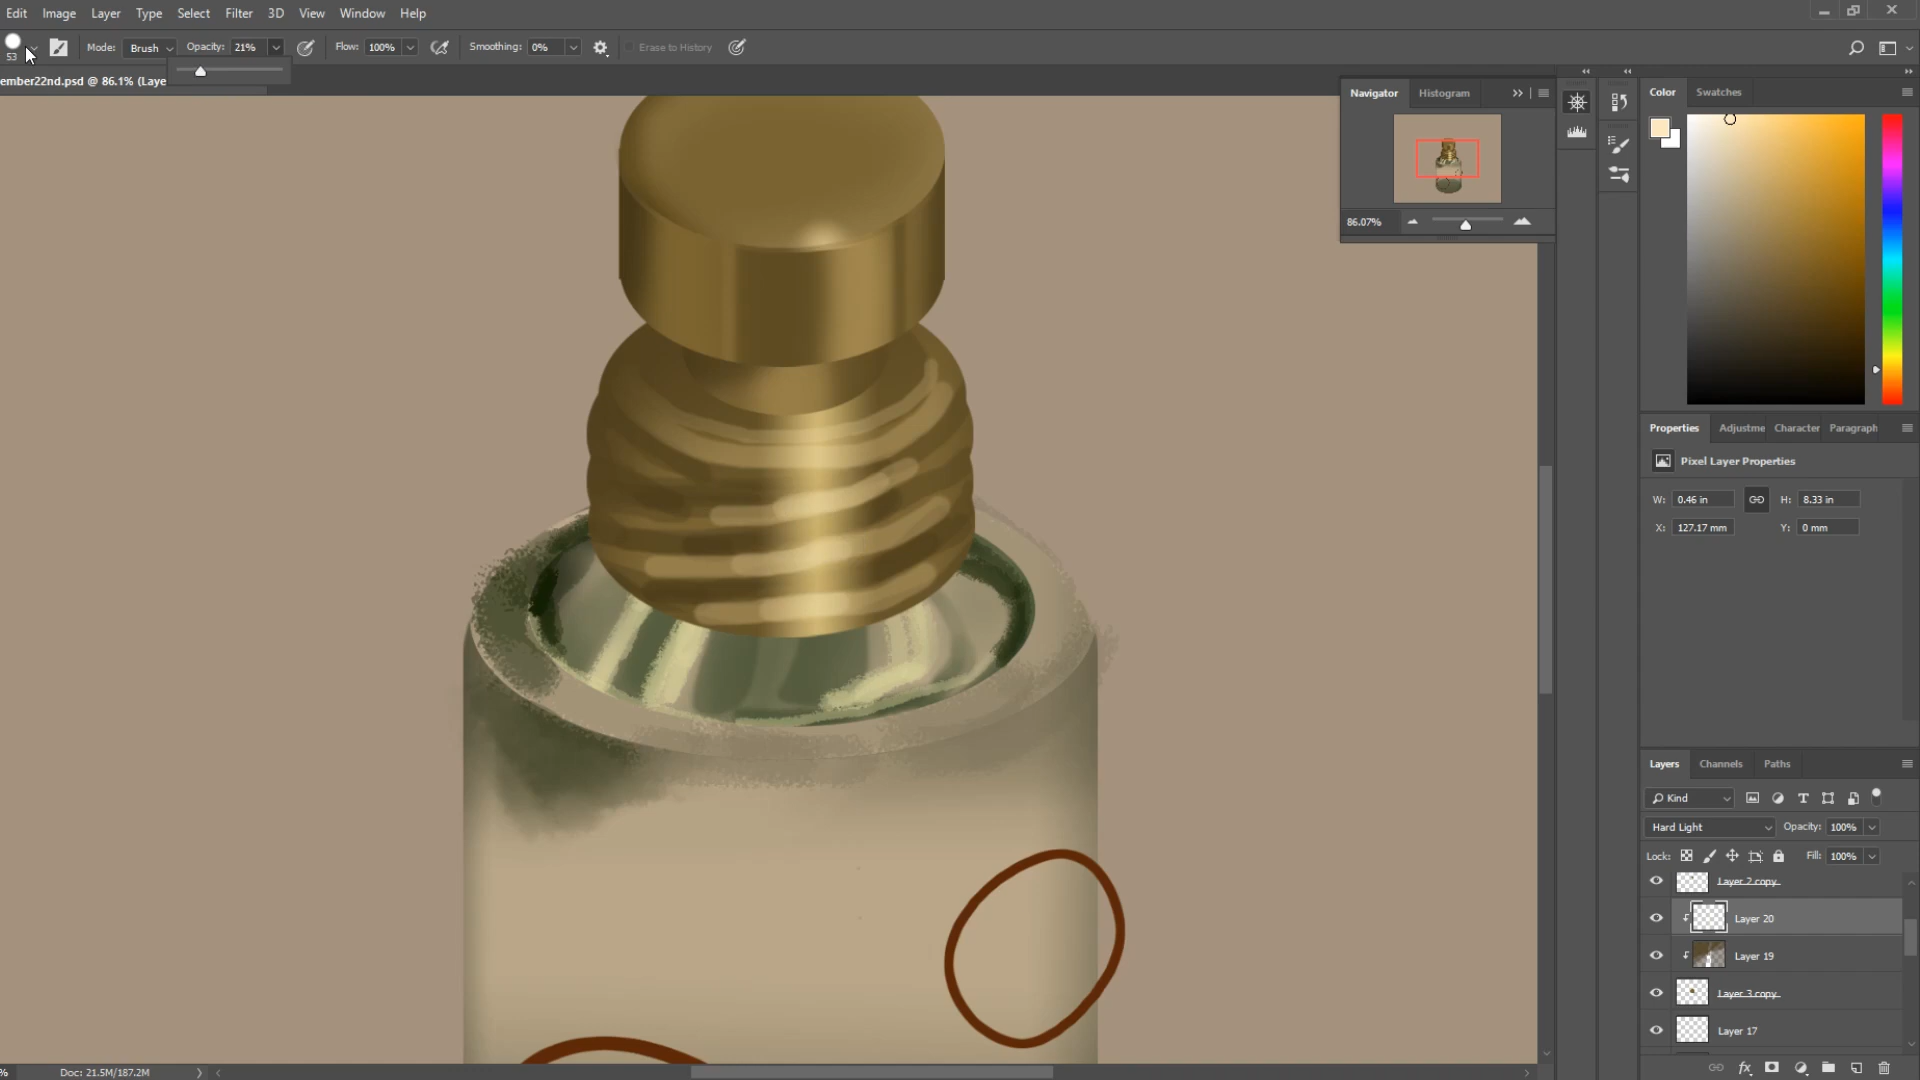 Edit Image Layer Type Select Filter 3D View Window Help
53 Mode: Brush Opacity: 21% Flow: 100% Smoothing: 0% Erase to History
ember22nd.psd @ 86.1% (Laye
Navigator Histogram
86.07%
Color Swatches
Properties Adjustme Character Paragraph
Pixel Layer Properties
W: 0.46 in H: 8.33 in
X: 127.17 mm Y: 0 mm
Layers Channels Paths
Kind
Hard Light Opacity: 100%
Lock: Fill: 100%
Layer 2 copy
Layer 20
Layer 19
Layer 3 copy
Layer 17
fx
% Doc: 21.5M/187.2M